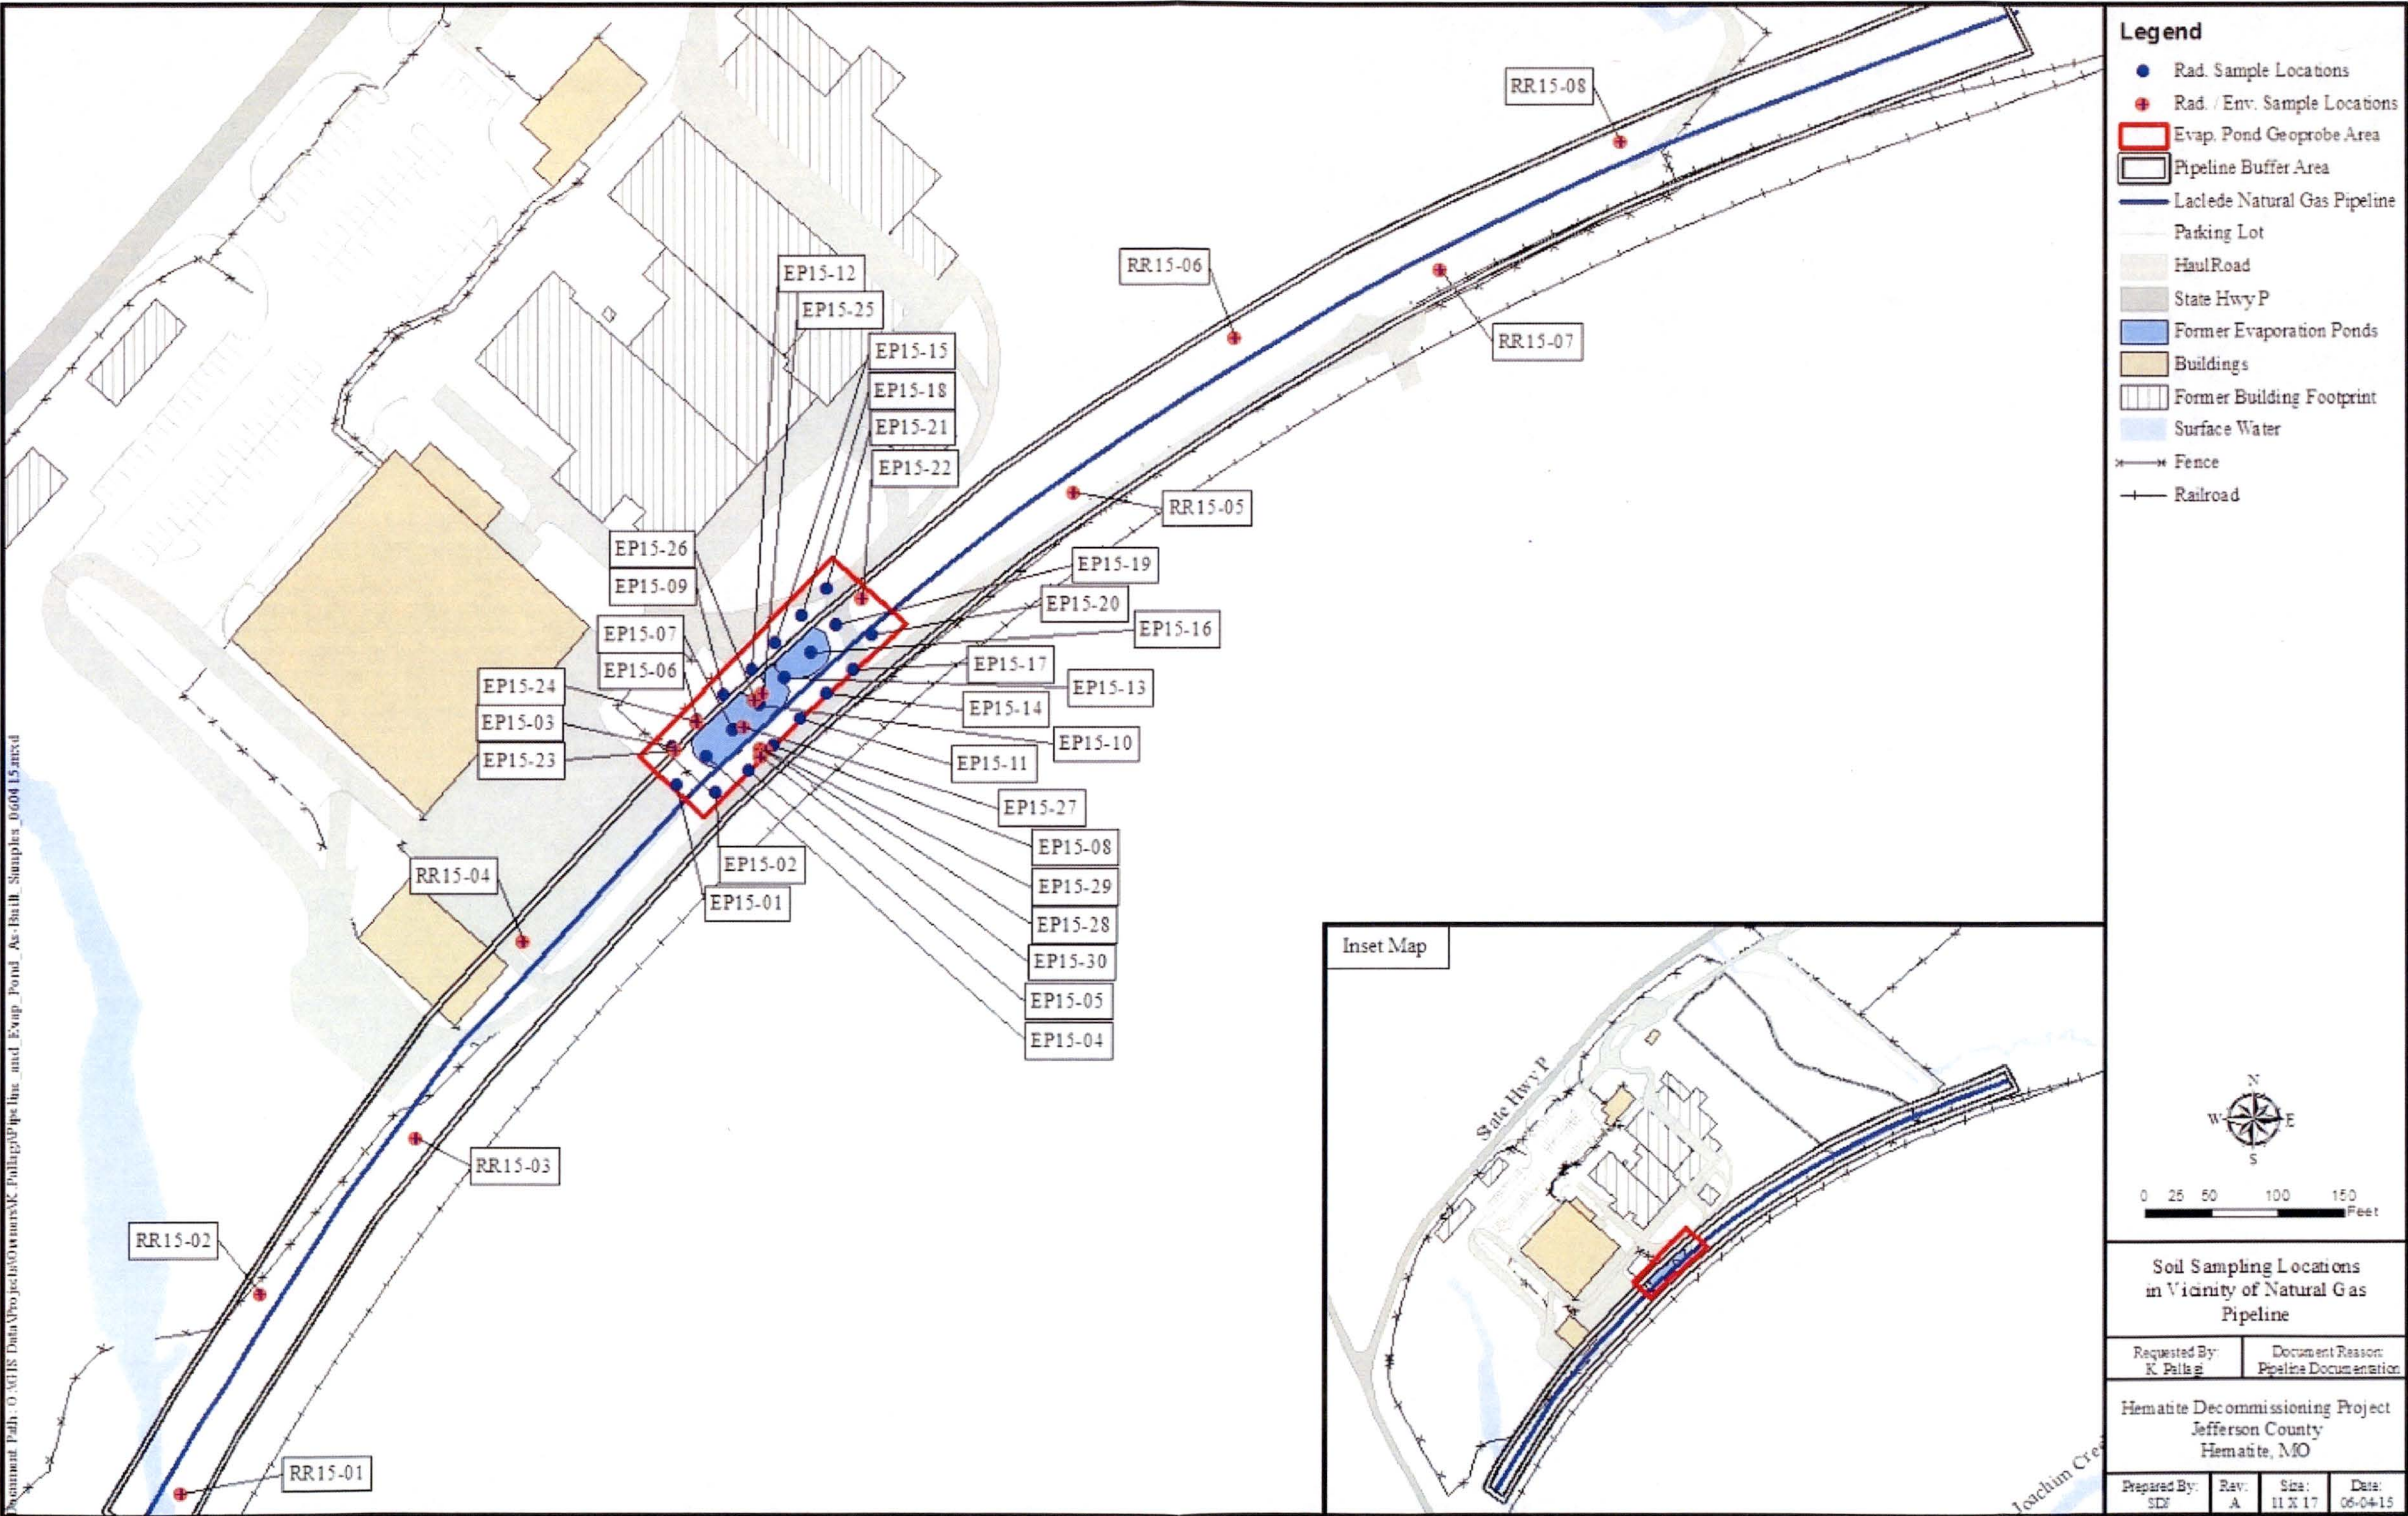 RR15-08
RR15-06
RR15-07
RR15-05
EP15-12
EP15-25
EP15-15
EP15-18
EP15-21
EP15-22
EP15-26
EP15-09
EP15-07
EP15-06
EP15-24
EP15-03
EP15-23
EP15-19
EP15-20
EP15-16
EP15-17
EP15-13
EP15-14
EP15-10
EP15-11
EP15-27
EP15-08
EP15-29
EP15-28
EP15-30
EP15-05
EP15-04
EP15-02
EP15-01
RR15-04
RR15-03
RR15-02
RR15-01
Inset Map
State Hwy P
Joachim Cree
Legend
Rad. Sample Locations
Rad. / Env. Sample Locations
Evap. Pond Geoprobe Area
Pipeline Buffer Area
Laclede Natural Gas Pipeline
Parking Lot
Haul Road
State Hwy P
Former Evaporation Ponds
Buildings
Former Building Footprint
Surface Water
Fence
Railroad
N
W E
S
0 25 50 100 150
Feet
Soil Sampling Locations
in Vicinity of Natural Gas
Pipeline
Requested By:
K. Pallagi
Document Reason:
Pipeline Documentation
Hematite Decommissioning Project
Jefferson County
Hematite, MO
Prepared By:
Rev:
A
Size:
11 X 17
Date:
06-04-15